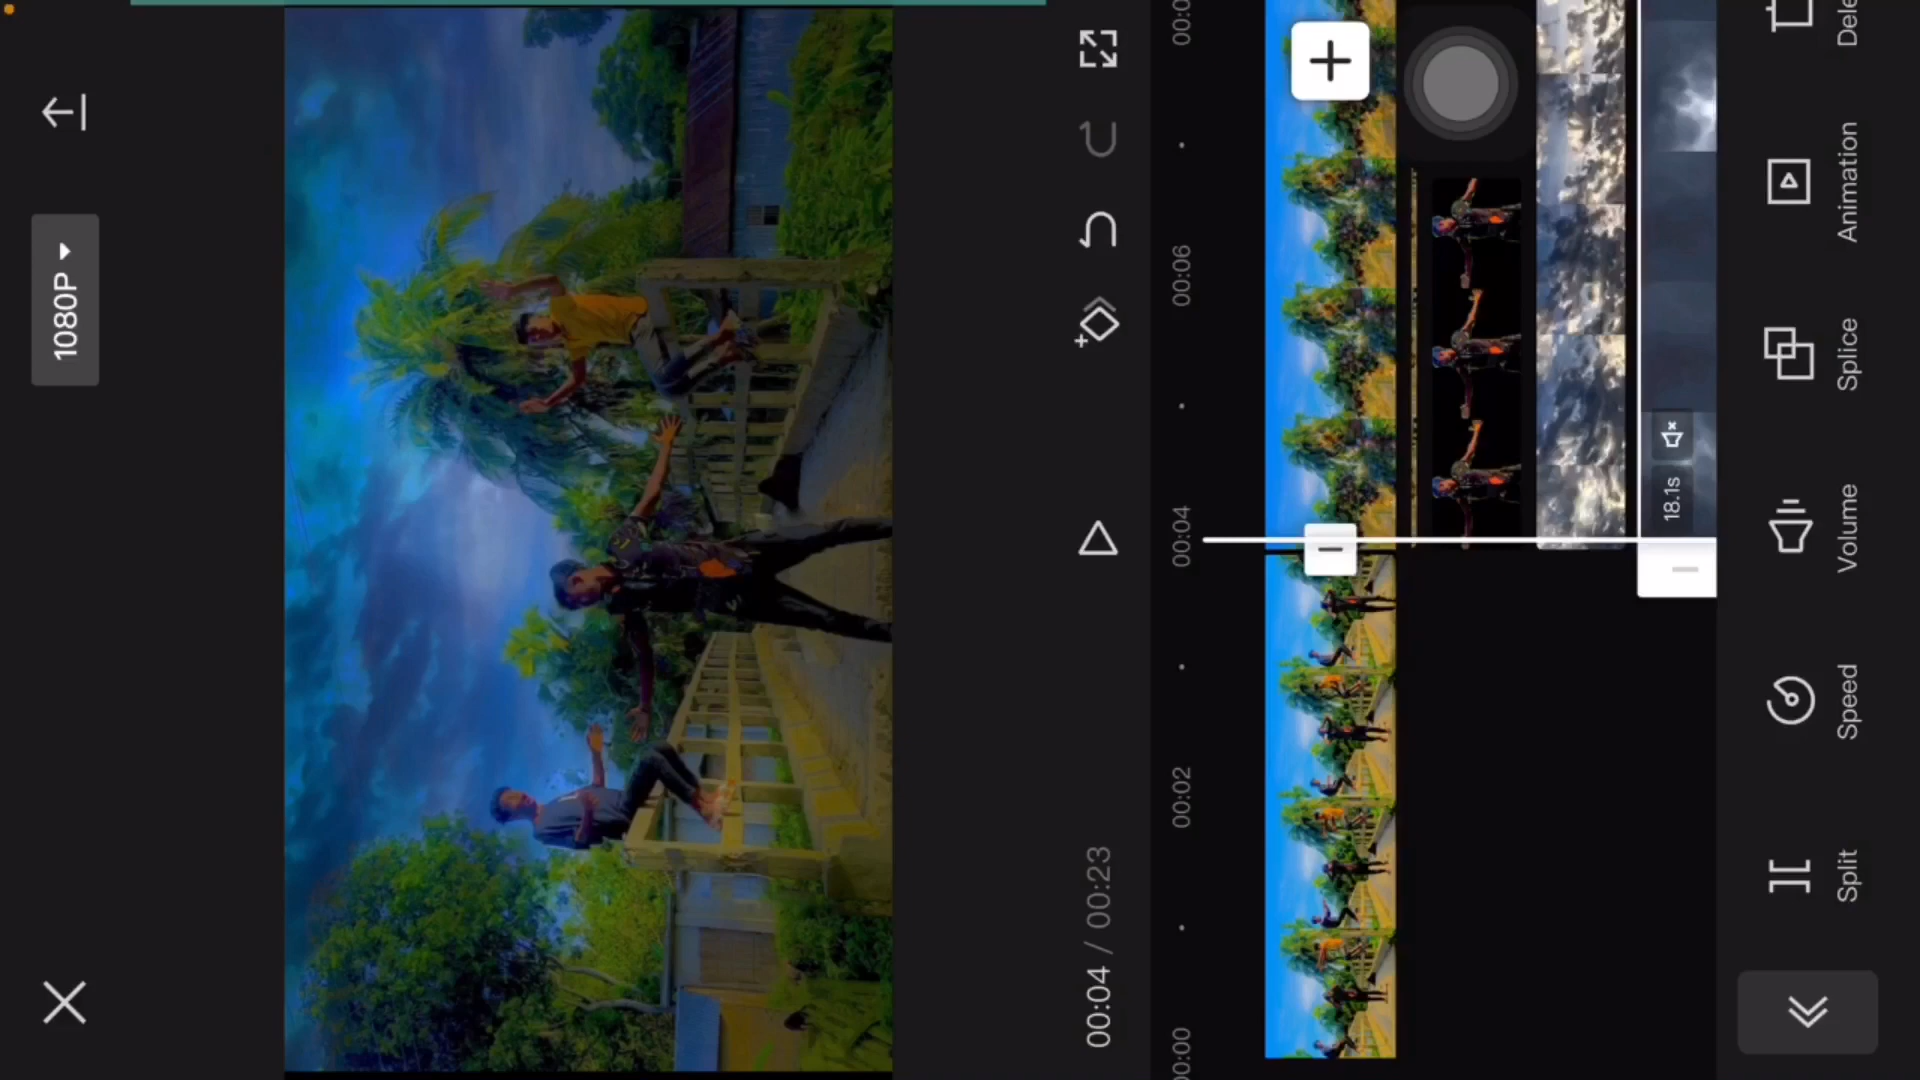 1080P
00:04 / 00:23
00:00
00:02
00:04
00:06
18.1s
Split
Speed
Volume
Splice
Animation